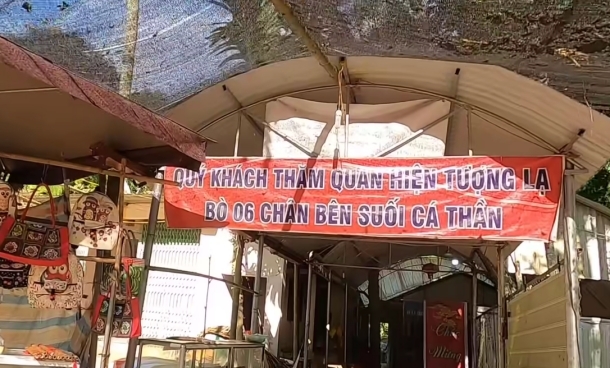 QUÝ KHÁCH THAM QUAN HIỆN TƯỢNG LẠ
BÒ 06 CHÂN BÊN SUỐI CÁ THẦN